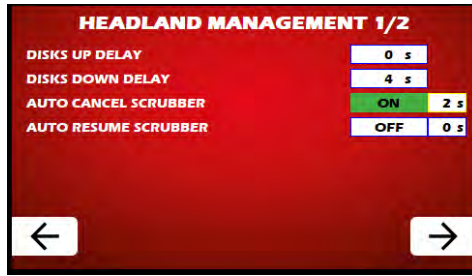 HEADLAND MANAGEMENT 1/2
DISKS UP DELAY 0 s
DISKS DOWN DELAY 4 s
AUTO CANCEL SCRUBBER ON 2 s
AUTO RESUME SCRUBBER OFF 0 s